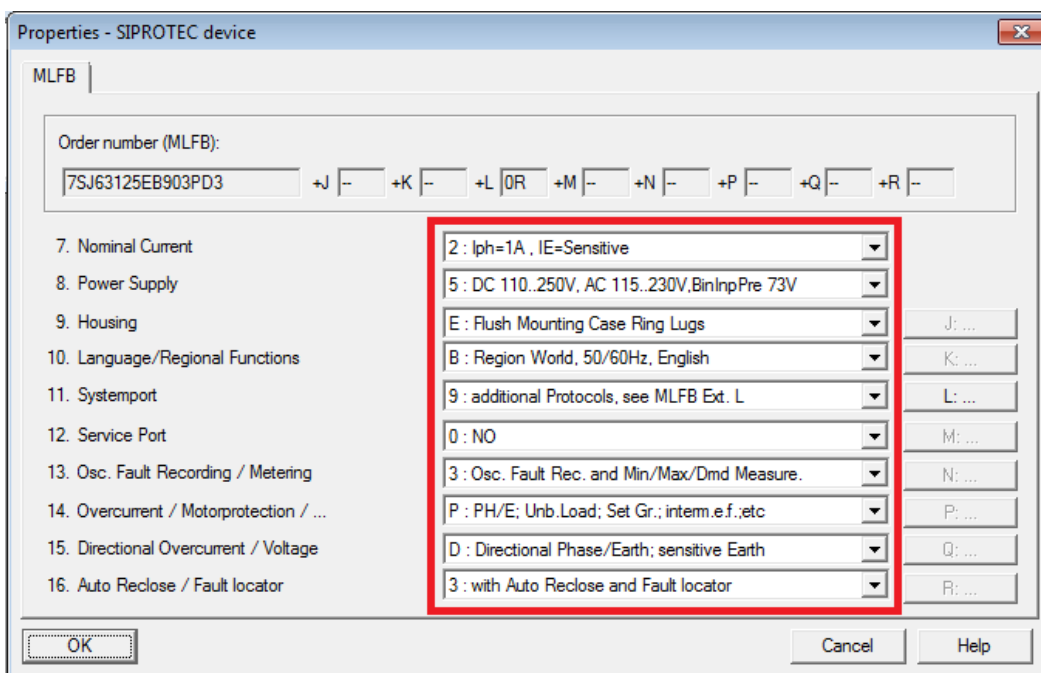 Properties - SIPROTEC device
MLFB
Order number (MLFB):
7SJ63125EB903PD3 +J -- +K -- +L 0R +M -- +N -- +P -- +Q -- +R --
7. Nominal Current 2 : Iph=1A , IE=Sensitive
8. Power Supply 5 : DC 110..250V, AC 115..230V,BinInpPre 73V
9. Housing E : Flush Mounting Case Ring Lugs J: ...
10. Language/Regional Functions B : Region World, 50/60Hz, English K: ...
11. Systemport 9 : additional Protocols, see MLFB Ext. L L: ...
12. Service Port 0 : NO M: ...
13. Osc. Fault Recording / Metering 3 : Osc. Fault Rec. and Min/Max/Dmd Measure. N: ...
14. Overcurrent / Motorprotection / ... P : PH/E; Unb.Load; Set Gr.; interm.e.f.;etc P: ...
15. Directional Overcurrent / Voltage D : Directional Phase/Earth; sensitive Earth Q: ...
16. Auto Reclose / Fault locator 3 : with Auto Reclose and Fault locator R: ...
OK Cancel Help